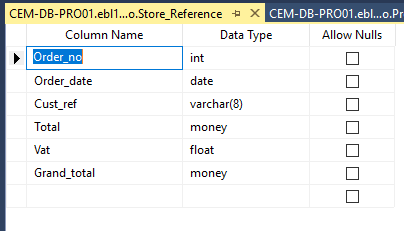 CEM-DB-PRO01.ebl1...o.Store_Reference CEM-DB-PRO01.ebl...o.Pr
Column Name Data Type Allow Nulls
Order_no int
Order_date date
Cust_ref varchar(8)
Total money
Vat float
Grand_total money